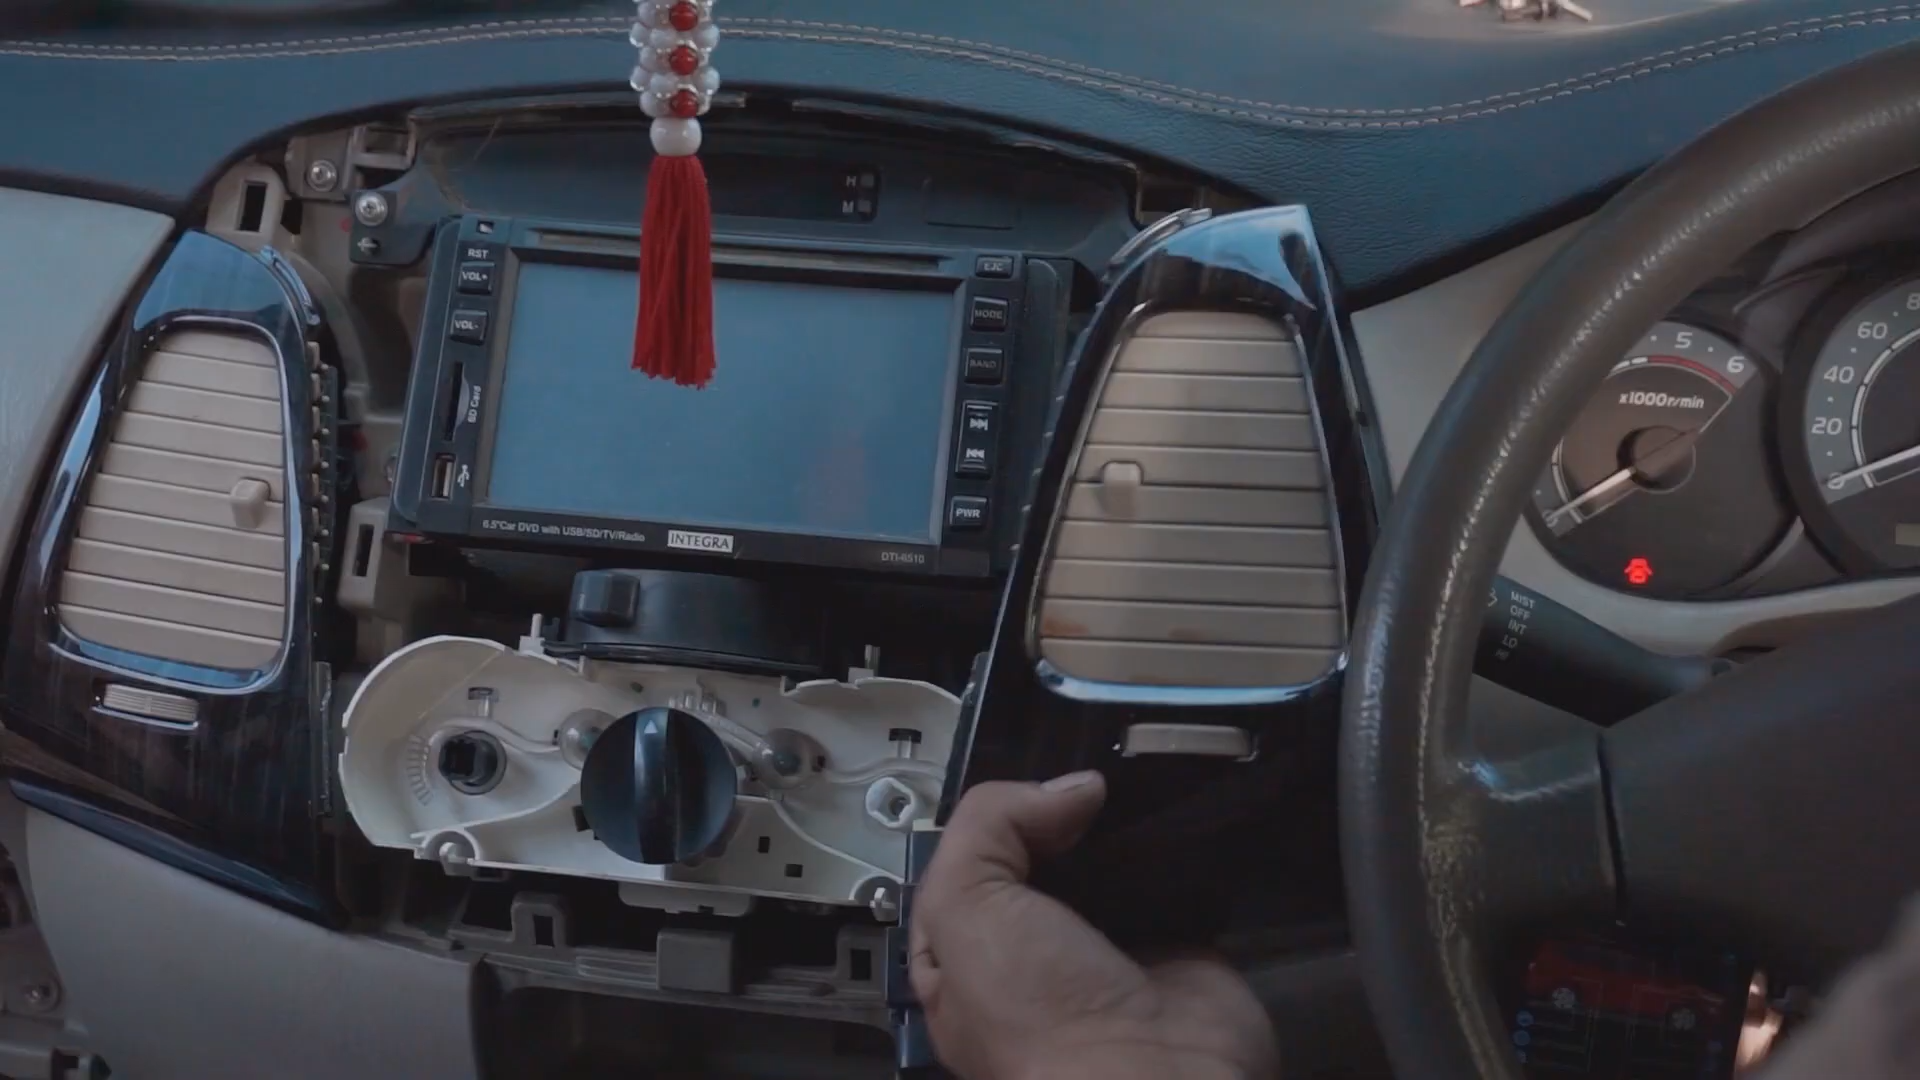 H
M
RST
VOL+
VOL-
SD Card
EJC
MODE
BAND
PWR
6.5"Car DVD with USB/SD/TV/Radio
INTEGRA
DTI-6510
5
6
x1000r/min
8
60
40
20
0
MIST
OFF
INT
LO
HI